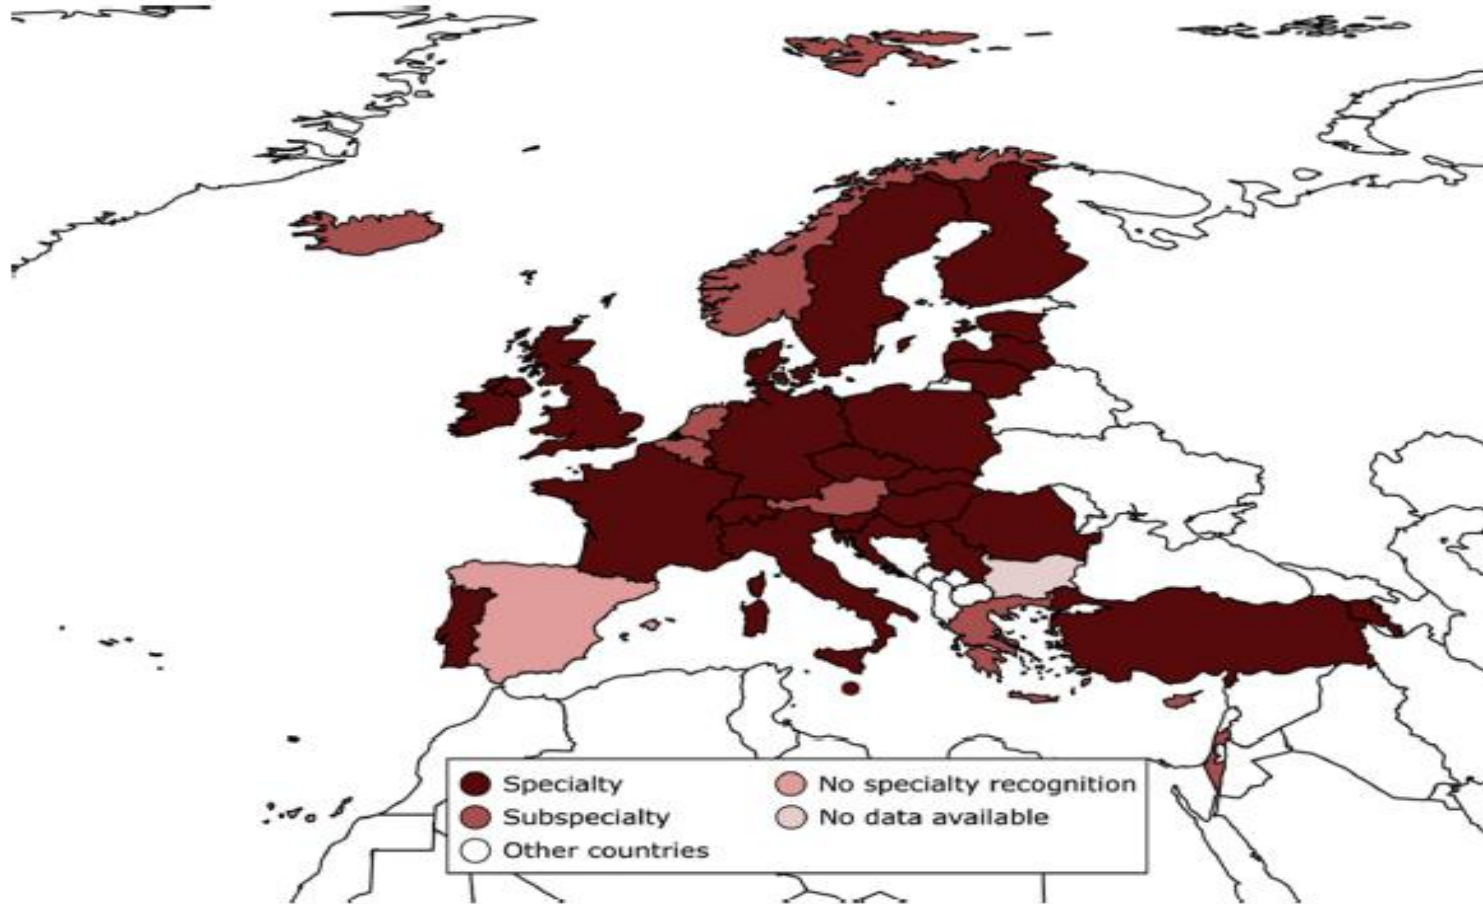 Specialty
Subspecialty
Other countries
No specialty recognition
No data available